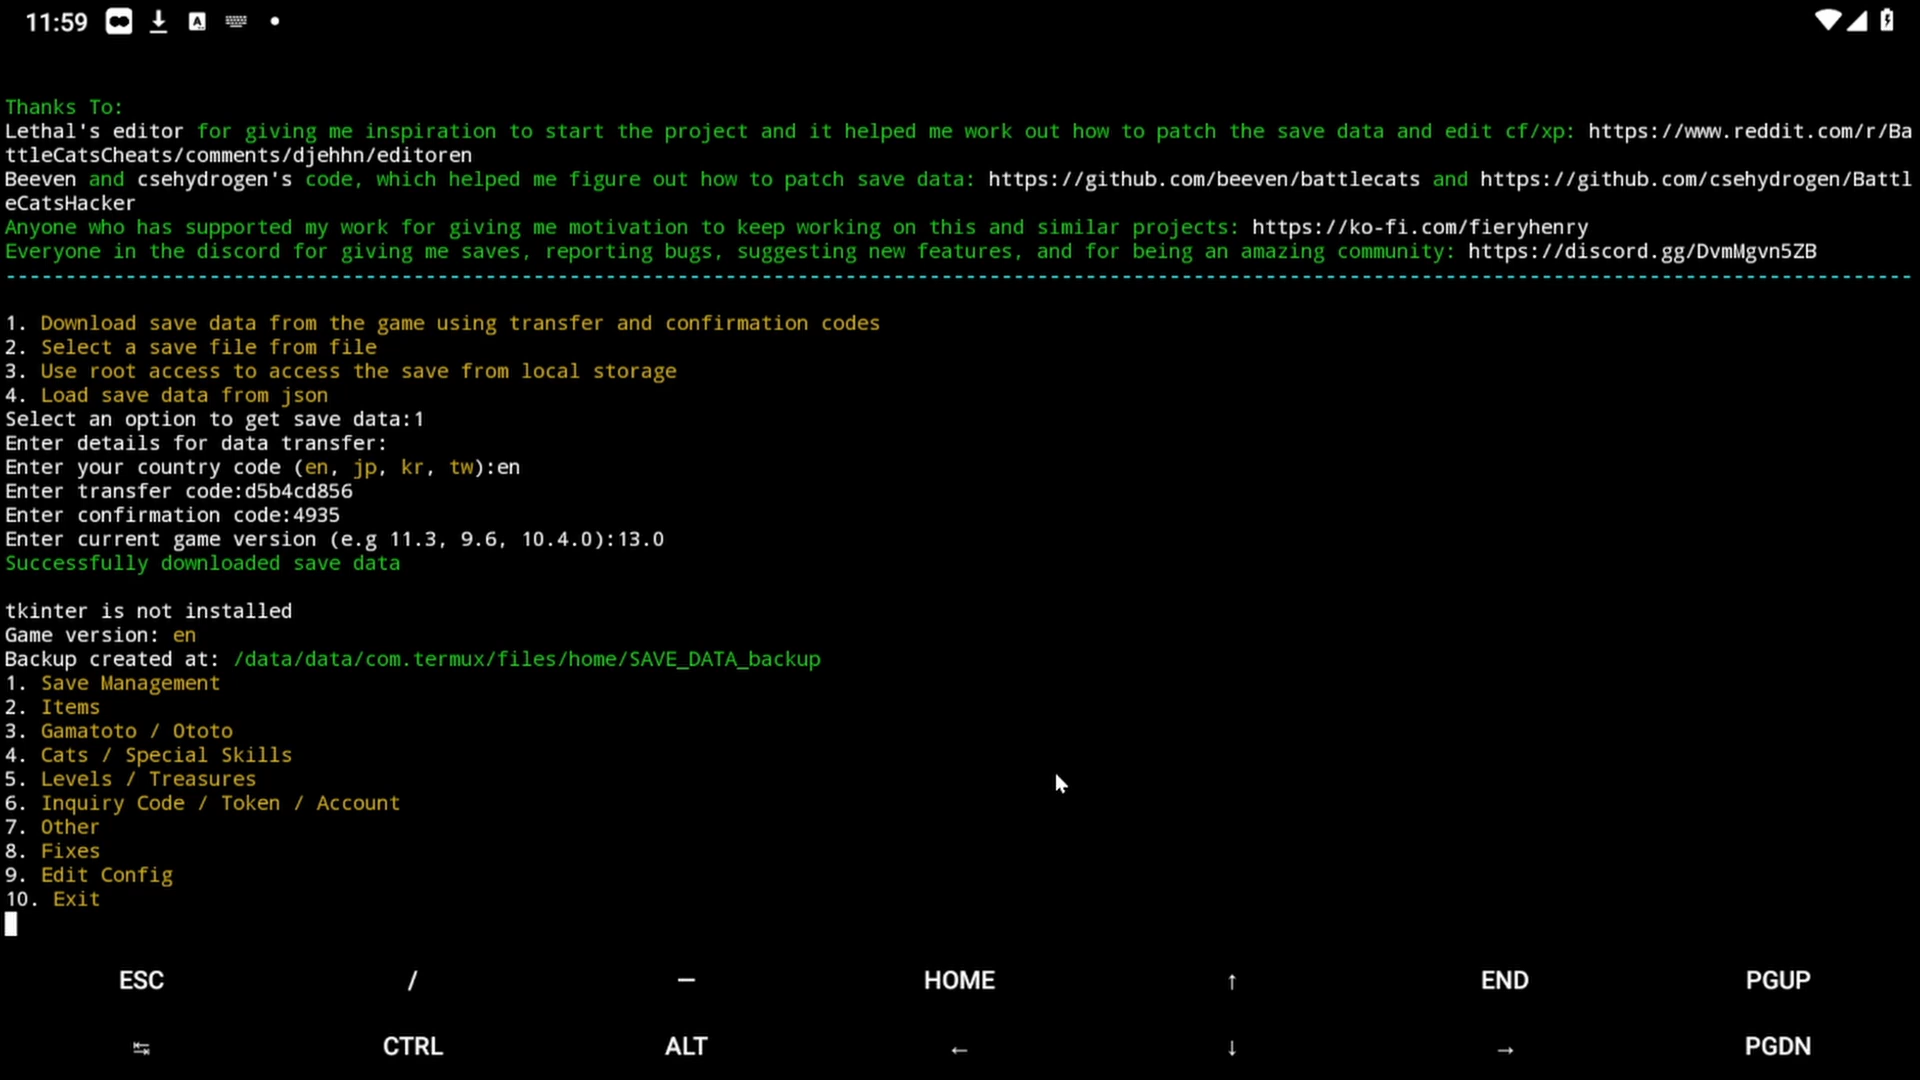 11:59
Thanks To:
Lethal's editor for giving me inspiration to start the project and it helped me work out how to patch the save data and edit cf/xp: https://www.reddit.com/r/Ba
ttleCatsCheats/comments/djehhn/editoren
Beeven and csehydrogen's code, which helped me figure out how to patch save data: https://github.com/beeven/battlecats and https://github.com/csehydrogen/Battl
eCatsHacker
Anyone who has supported my work for giving me motivation to keep working on this and similar projects: https://ko-fi.com/fieryhenry
Everyone in the discord for giving me saves, reporting bugs, suggesting new features, and for being an amazing community: https://discord.gg/DvmMgvn5ZB
----------------------------------------------------------------------------------------------------------------------------------------------------------------
1. Download save data from the game using transfer and confirmation codes
2. Select a save file from file
3. Use root access to access the save from local storage
4. Load save data from json
Select an option to get save data:1
Enter details for data transfer:
Enter your country code (en, jp, kr, tw):en
Enter transfer code:d5b4cd856
Enter confirmation code:4935
Enter current game version (e.g 11.3, 9.6, 10.4.0):13.0
Successfully downloaded save data
tkinter is not installed
Game version: en
Backup created at: /data/data/com.termux/files/home/SAVE_DATA_backup
1. Save Management
2. Items
3. Gamatoto / Ototo
4. Cats / Special Skills
5. Levels / Treasures
6. Inquiry Code / Token / Account
7. Other
8. Fixes
9. Edit Config
10. Exit
ESC / — HOME ↑ END PGUP
↹ CTRL ALT ← ↓ → PGDN